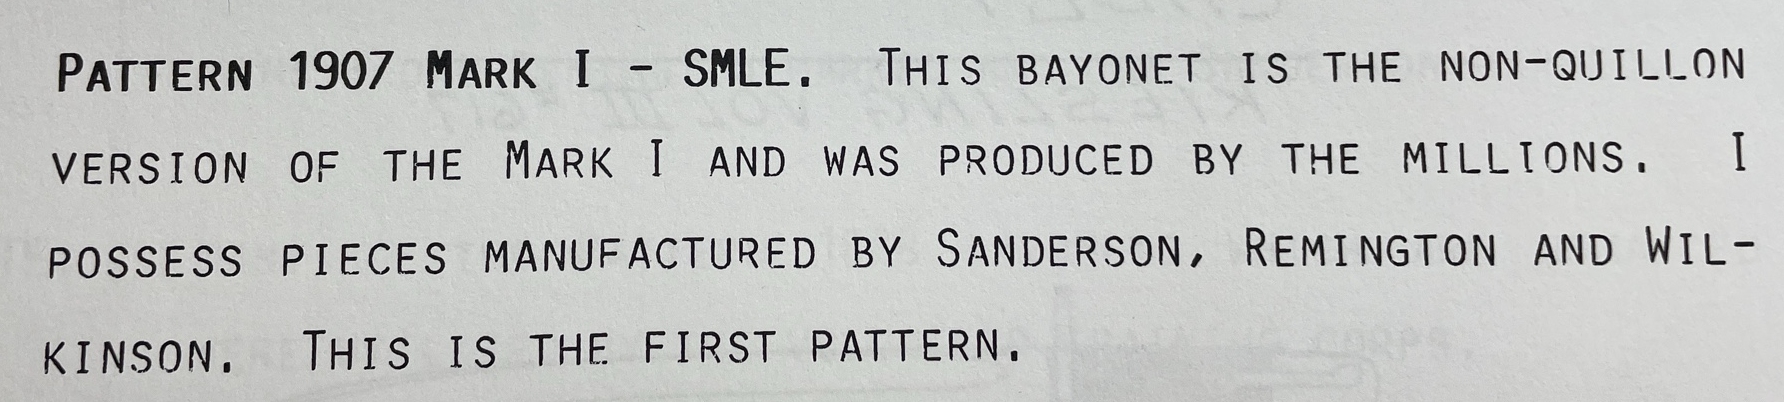 Pattern 1907 Mark I - SMLE. This bayonet is the non-quillon
version of the Mark I and was produced by the millions. I
possess pieces manufactured by Sanderson, Remington and Wil-
kinson. This is the first pattern.